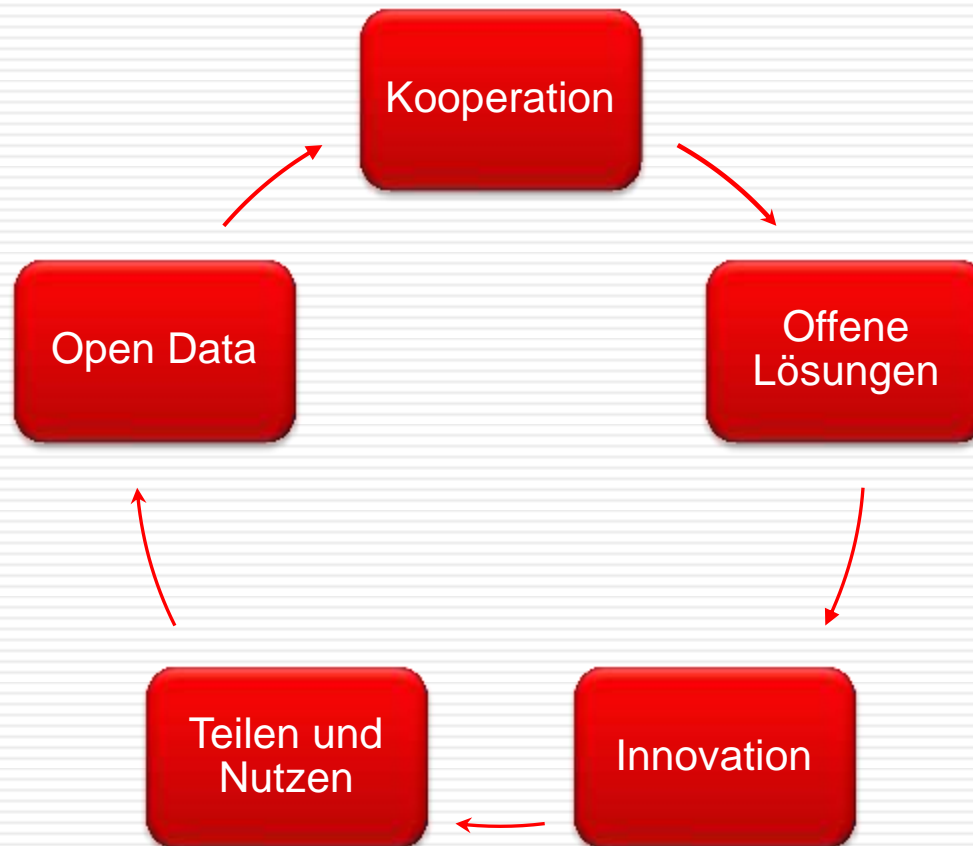 Kooperation
Offene
Lösungen
Innovation
Teilen und
Nutzen
Open Data